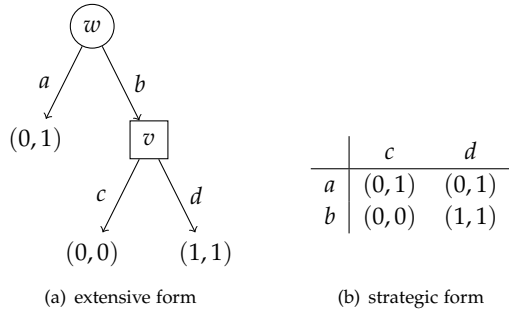 w
a b
(0, 1) v
c d
(0, 0) (1, 1)
(a) extensive form
c d
a (0, 1) (0, 1)
b (0, 0) (1, 1)
(b) strategic form